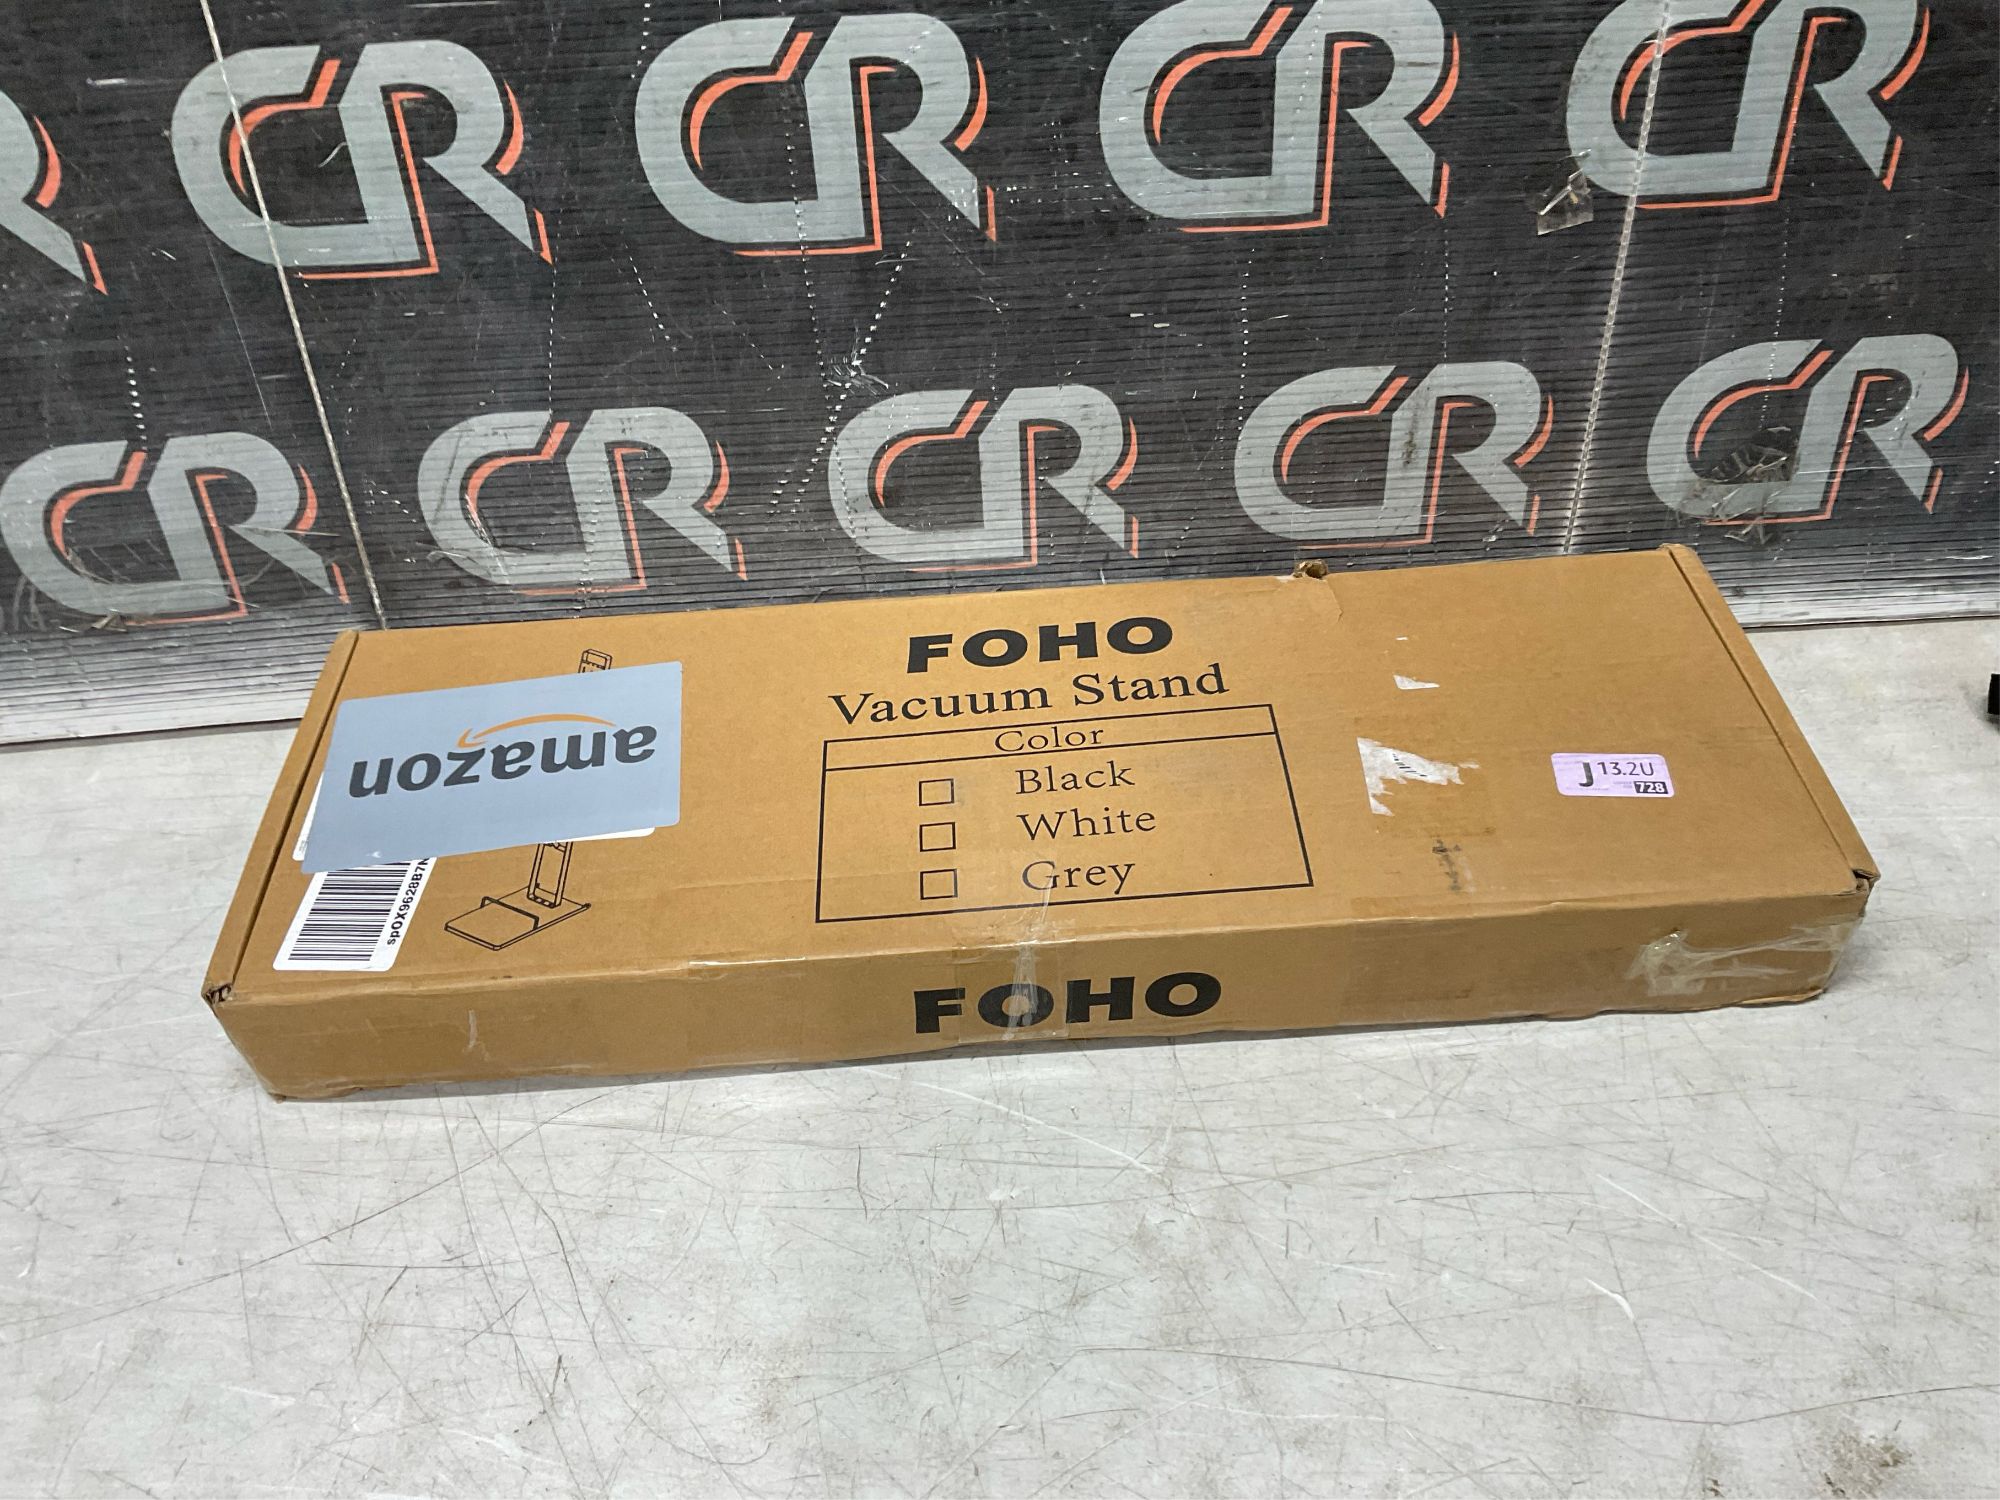 CR CR CR CR
CR CR CR CR CR
FOHO
Vacuum Stand
Color
Black
White
Grey
amazon
spOX9628B7
J 13.2U
728
FOHO